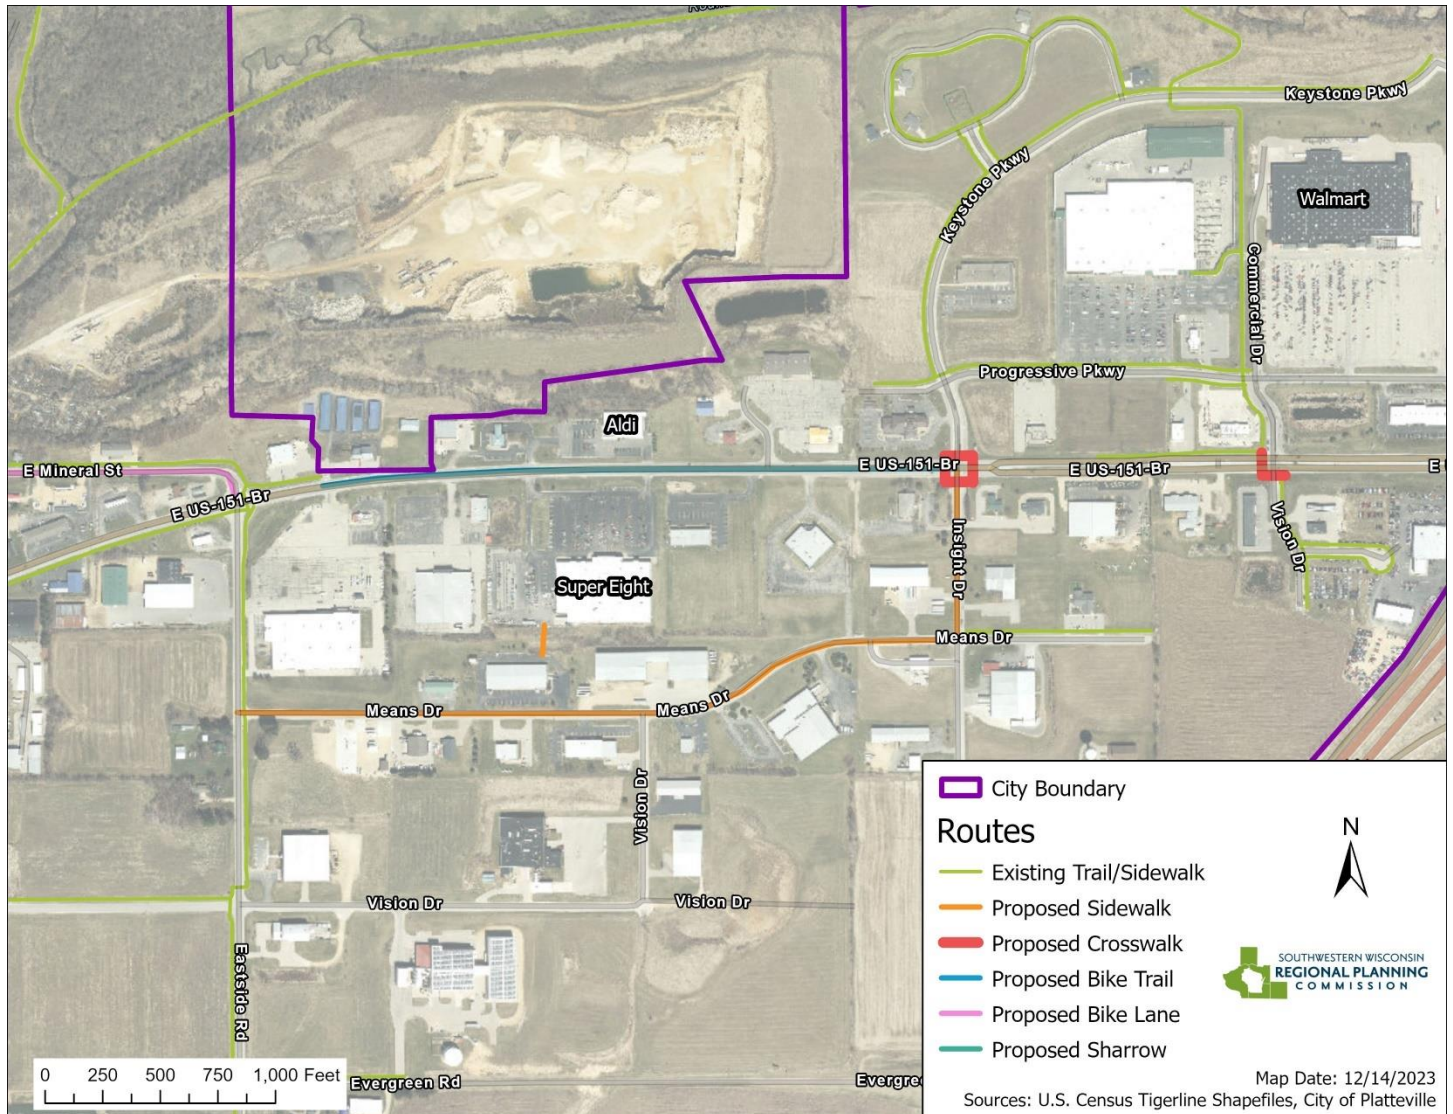 Keystone Pkwy
Keystone Pkwy
Walmart
Commercial Dr
Progressive Pkwy
Aldi
E Mineral St
E US-151-Br
E US-151-Br
E US-151-Br
E
Vision Dr
Insight Dr
Super Eight
Means Dr
Means Dr
Means Dr
Vision Dr
Vision Dr
Vision Dr
Eastside Rd
Evergreen Rd
Evergre
0 250 500 750 1,000 Feet
City Boundary
Routes
Existing Trail/Sidewalk
Proposed Sidewalk
Proposed Crosswalk
Proposed Bike Trail
Proposed Bike Lane
Proposed Sharrow
N
SOUTHWESTERN WISCONSIN
REGIONAL PLANNING
COMMISSION
Map Date: 12/14/2023
Sources: U.S. Census Tigerline Shapefiles, City of Platteville